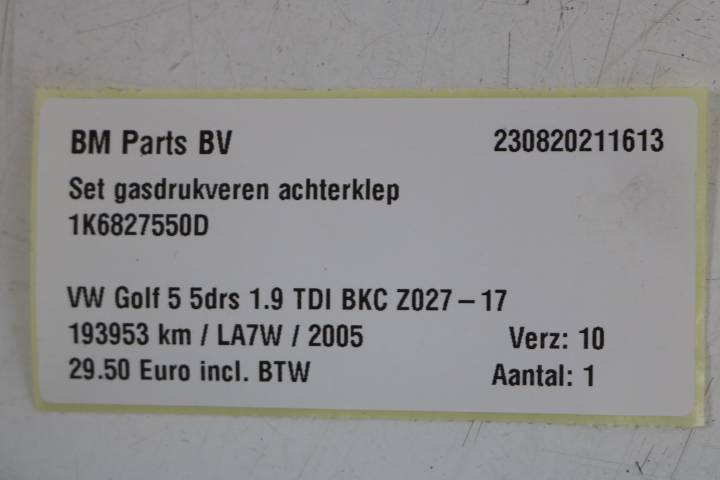 BM Parts BV 230820211613
Set gasdrukveren achterklep
1K6827550D
VW Golf 5 5drs 1.9 TDI BKC Z027 – 17
193953 km / LA7W / 2005 Verz: 10
29.50 Euro incl. BTW Aantal: 1